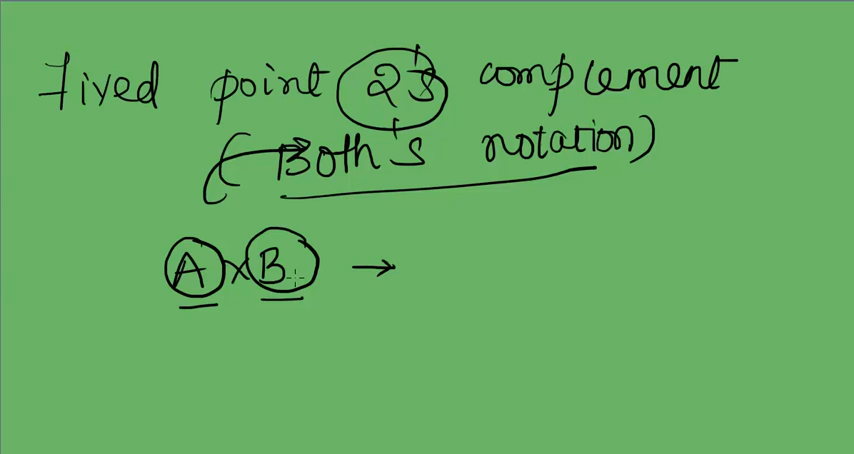 Fixed point 2's complement
(Both's notation)
A × B →